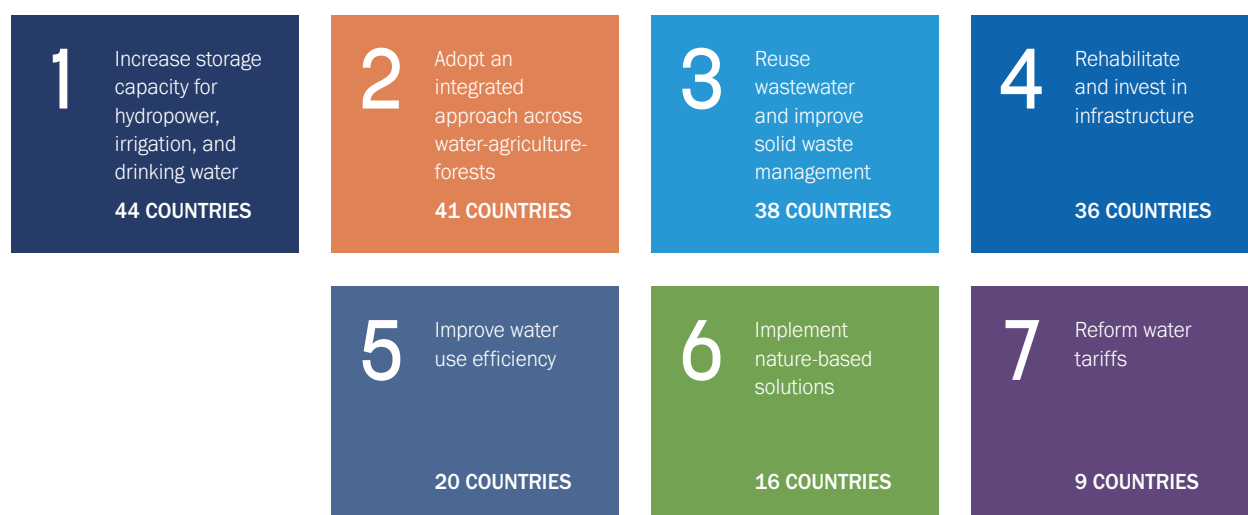 1
Increase storage
capacity for
hydropower,
irrigation, and
drinking water
44 COUNTRIES
2
Adopt an
integrated
approach across
water-agriculture-
forests
41 COUNTRIES
3
Reuse
wastewater
and improve
solid waste
management
38 COUNTRIES
4
Rehabilitate
and invest in
infrastructure
36 COUNTRIES
5
Improve water
use efficiency
20 COUNTRIES
6
Implement
nature-based
solutions
16 COUNTRIES
7
Reform water
tariffs
9 COUNTRIES